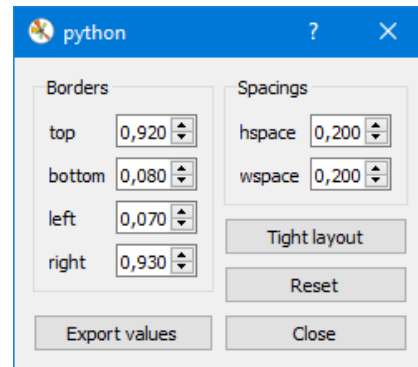 python ?
Borders
top 0,920
bottom 0,080
left 0,070
right 0,930
Export values
Spacings
hspace 0,200
wspace 0,200
Tight layout
Reset
Close